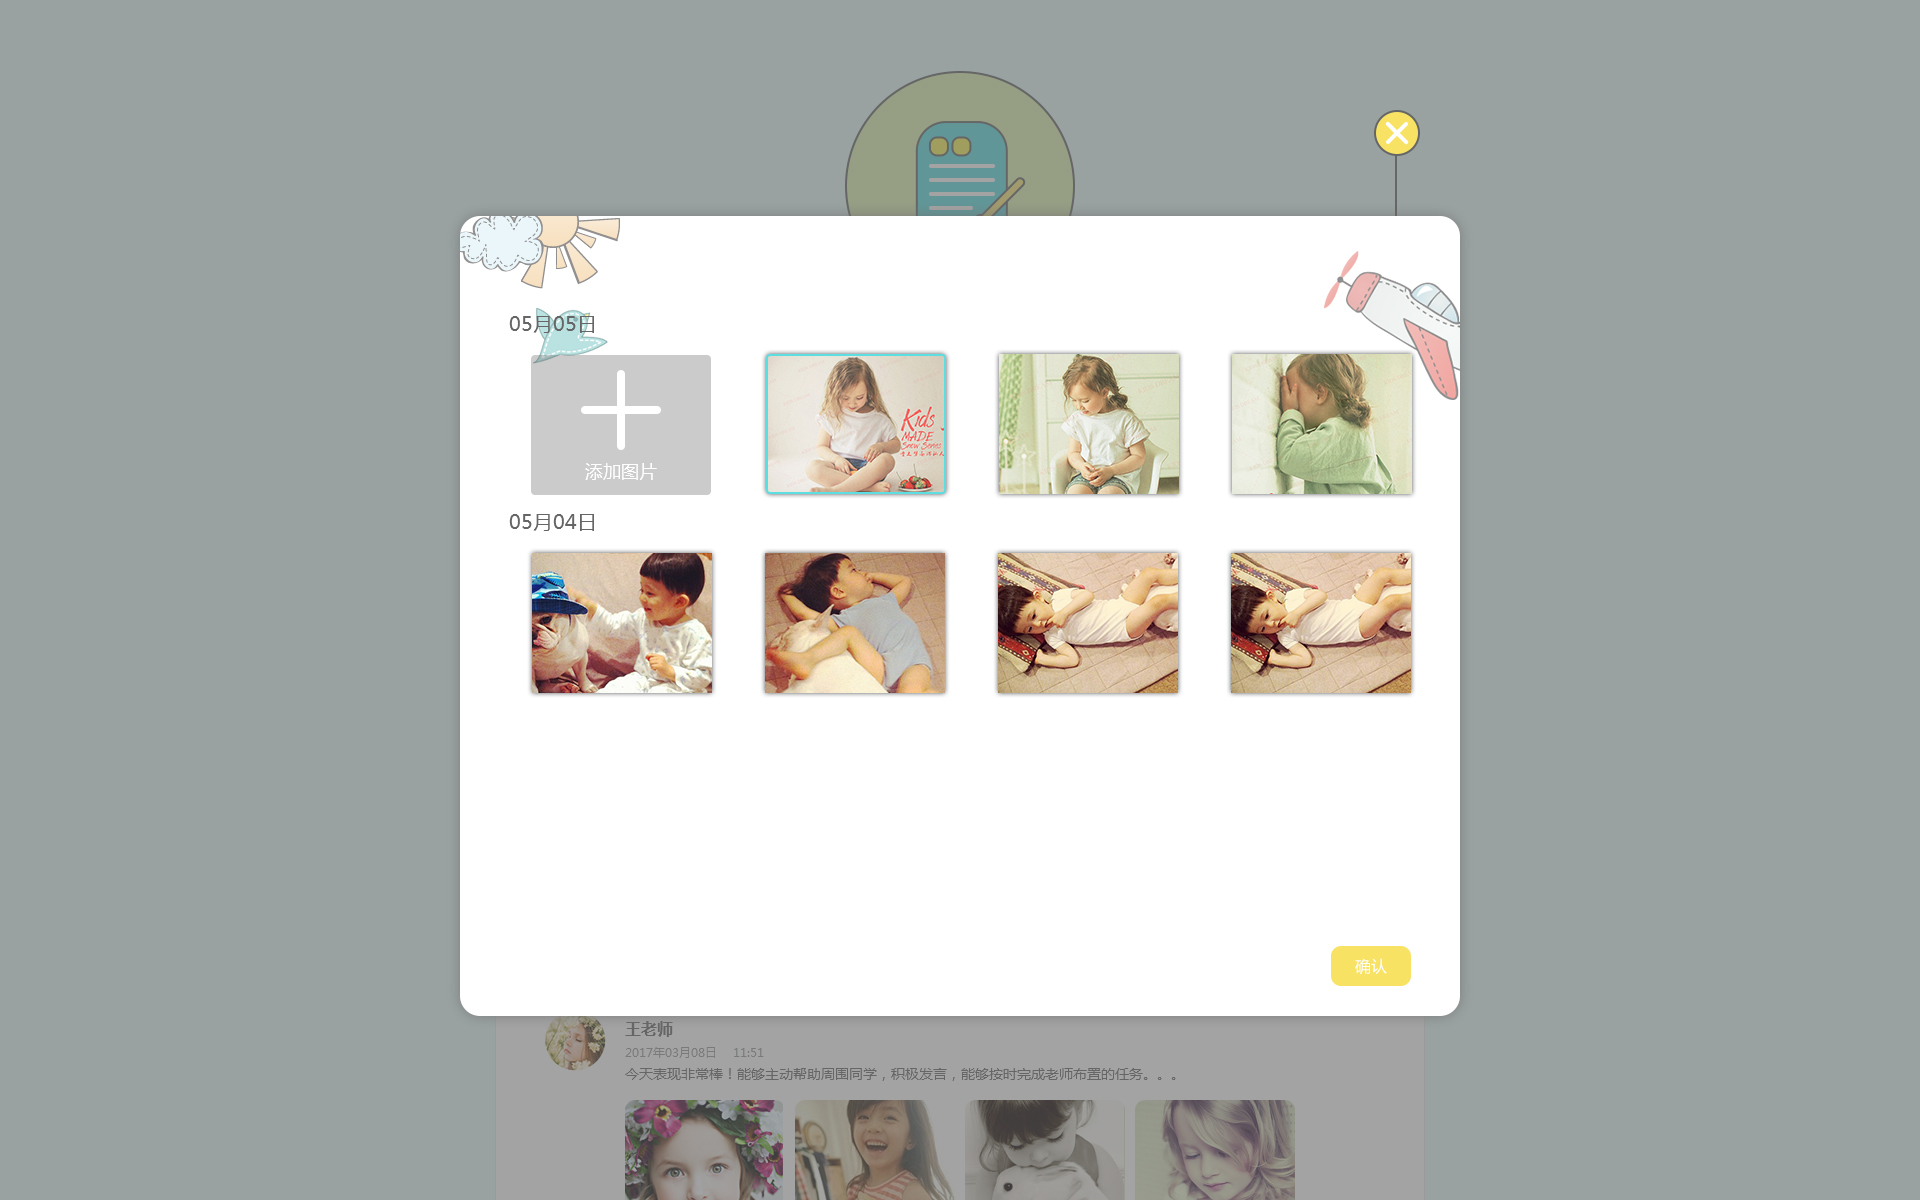 05月05日
添加图片
Kids
MADE
Snow Series
05月04日
确认
王老师
2017年03月08日 11:51
今天表现非常棒！能够主动帮助周围同学，积极发言，能够按时完成老师布置的任务。。。